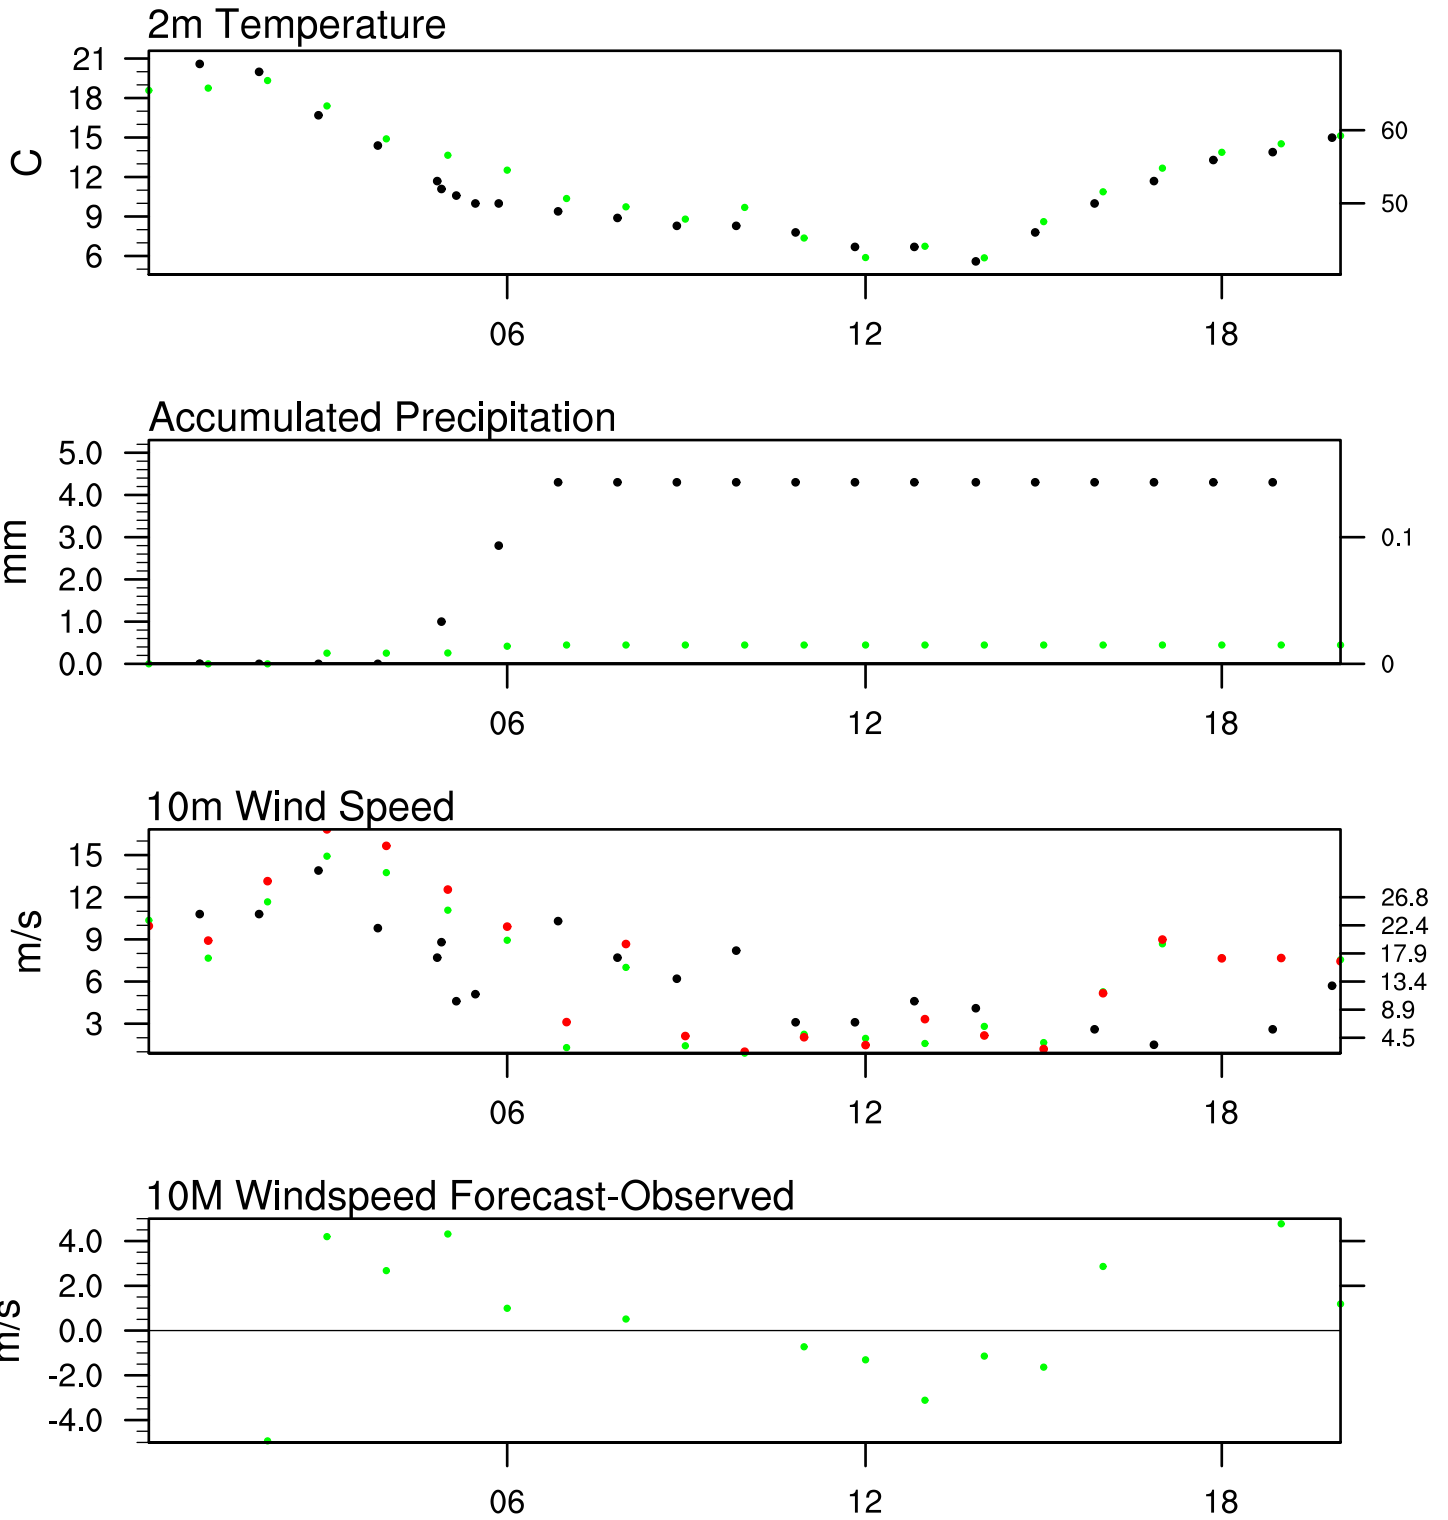 2m Temperature
21
18
15
12
9
6
C
60
50
06 12 18
Accumulated Precipitation
5.0
4.0
3.0
2.0
1.0
0.0
mm
0.1
0
06 12 18
10m Wind Speed
15
12
9
6
3
m/s
26.8
22.4
17.9
13.4
8.9
4.5
06 12 18
10M Windspeed Forecast-Observed
4.0
2.0
0.0
-2.0
-4.0
m/s
06 12 18